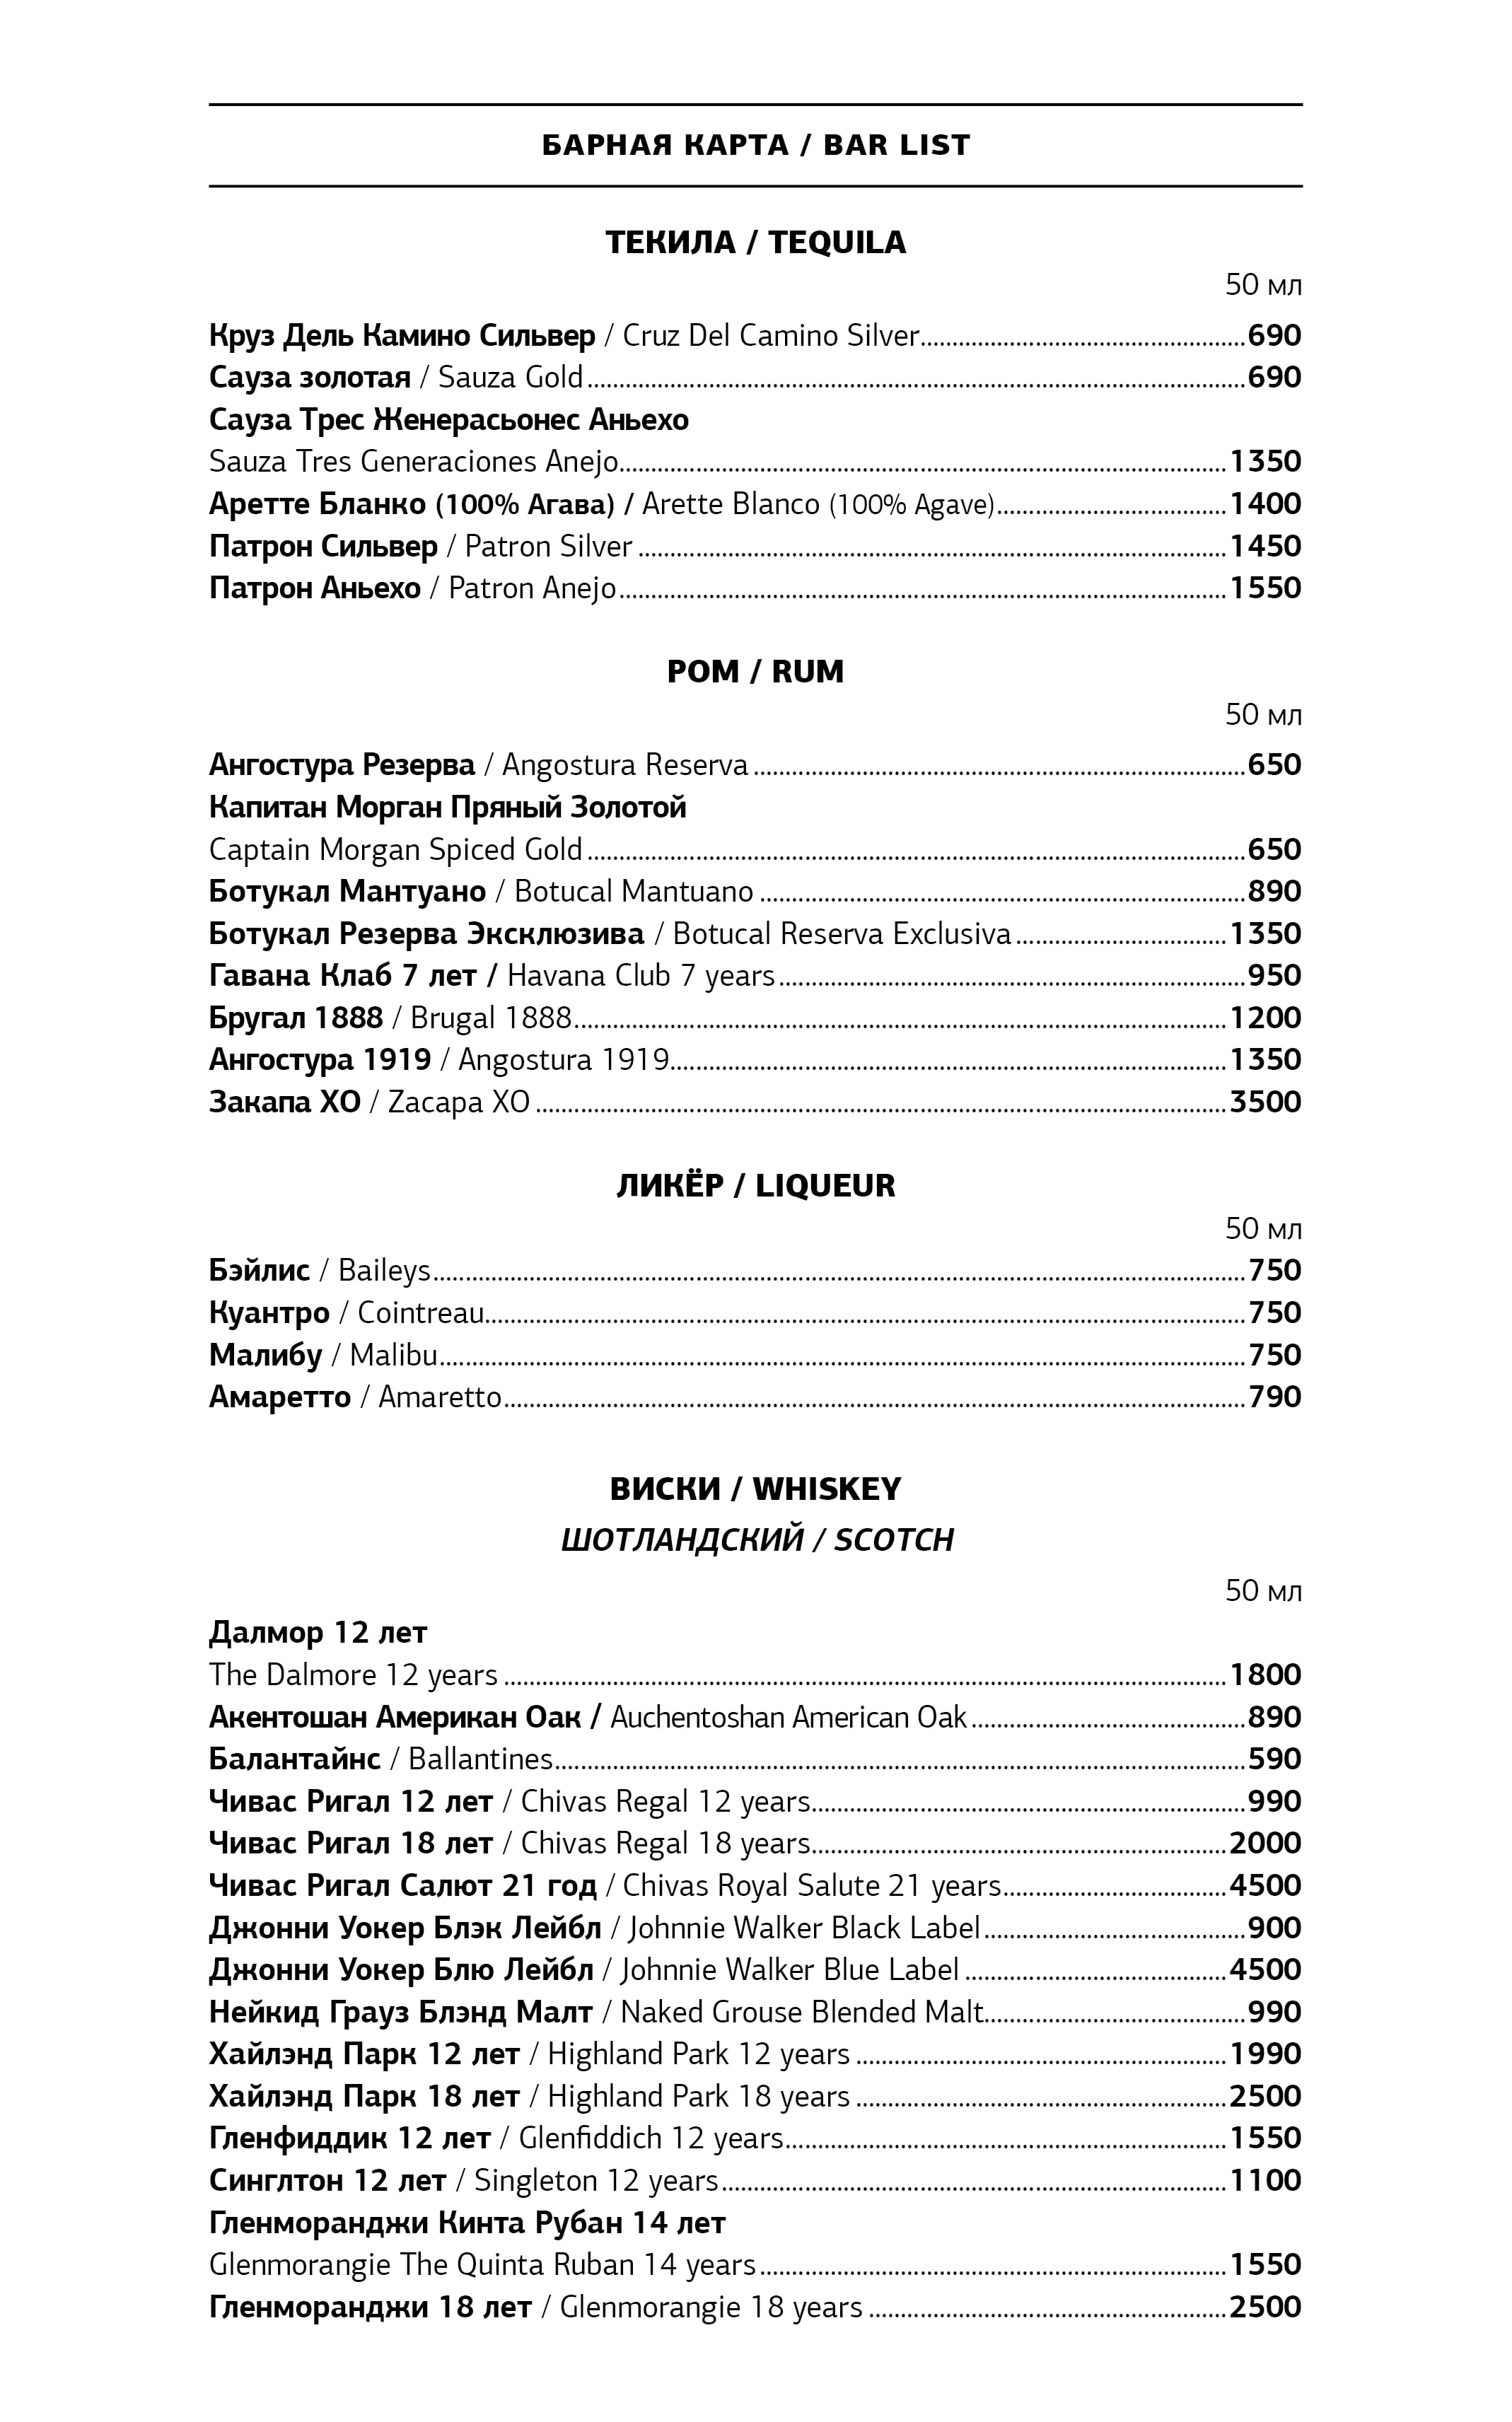 БАРНАЯ КАРТА / BAR LIST
ТЕКИЛА / TEQUILA
50 мл
Круз Дель Камино Сильвер / Cruz Del Camino Silver 690
Сауза золотая / Sauza Gold 690
Сауза Трес Женерасьонес Аньехо
Sauza Tres Generaciones Anejo 1350
Аретте Бланко (100% Агава) / Arette Blanco (100% Agave) 1400
Патрон Сильвер / Patron Silver 1450
Патрон Аньехо / Patron Anejo 1550
РОМ / RUM
50 мл
Ангостура Резерва / Angostura Reserva 650
Капитан Морган Пряный Золотой
Captain Morgan Spiced Gold 650
Ботукал Мантуано / Botucal Mantuano 890
Ботукал Резерва Эксклюзива / Botucal Reserva Exclusiva 1350
Гавана Клаб 7 лет / Havana Club 7 years 950
Бругал 1888 / Brugal 1888 1200
Ангостура 1919 / Angostura 1919 1350
Закапа ХО / Zacapa XO 3500
ЛИКЁР / LIQUEUR
50 мл
Бэйлис / Baileys 750
Куантро / Cointreau 750
Малибу / Malibu 750
Амаретто / Amaretto 790
ВИСКИ / WHISKEY
ШОТЛАНДСКИЙ / SCOTCH
50 мл
Далмор 12 лет
The Dalmore 12 years 1800
Акентошан Американ Оак / Auchentoshan American Oak 890
Балантайнс / Ballantines 590
Чивас Ригал 12 лет / Chivas Regal 12 years 990
Чивас Ригал 18 лет / Chivas Regal 18 years 2000
Чивас Ригал Салют 21 год / Chivas Royal Salute 21 years 4500
Джонни Уокер Блэк Лейбл / Johnnie Walker Black Label 900
Джонни Уокер Блю Лейбл / Johnnie Walker Blue Label 4500
Нейкид Грауз Блэнд Малт / Naked Grouse Blended Malt 990
Хайлэнд Парк 12 лет / Highland Park 12 years 1990
Хайлэнд Парк 18 лет / Highland Park 18 years 2500
Гленфиддик 12 лет / Glenfiddich 12 years 1550
Синглтон 12 лет / Singleton 12 years 1100
Гленморанджи Кинта Рубан 14 лет
Glenmorangie The Quinta Ruban 14 years 1550
Гленморанджи 18 лет / Glenmorangie 18 years 2500